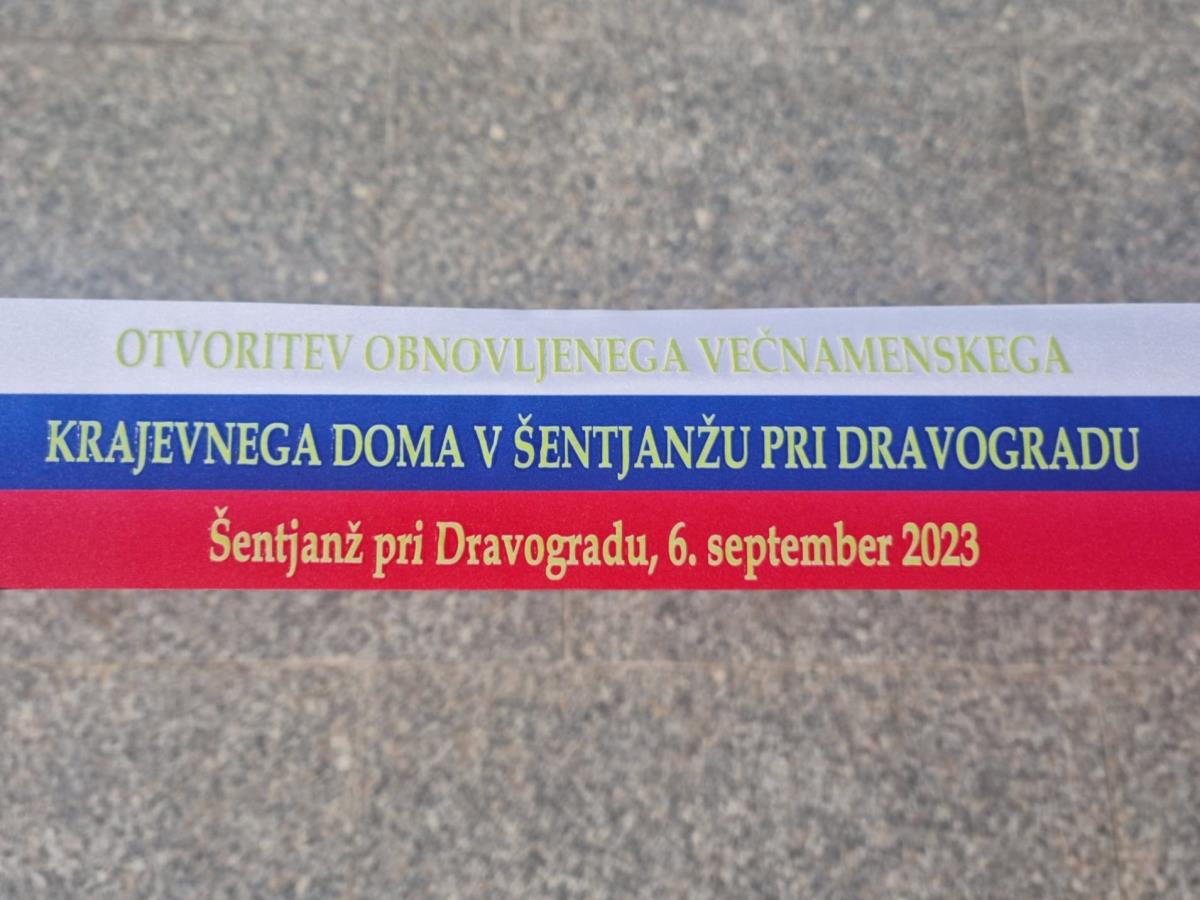 OTVORITEV OBNOVLJENEGA VEČNAMENSKEGA
KRAJEVNEGA DOMA V ŠENTJANŽU PRI DRAVOGRADU
Šentjanž pri Dravogradu, 6. september 2023